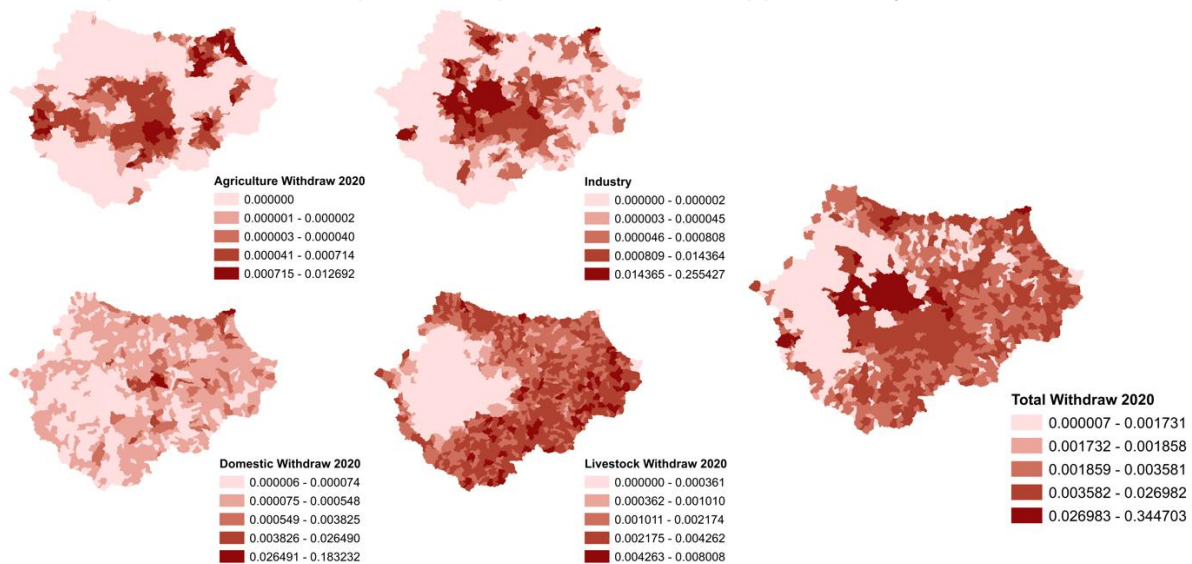 Agriculture Withdraw 2020
0.000000
0.000001 - 0.000002
0.000003 - 0.000040
0.000041 - 0.000714
0.000715 - 0.012692
Industry
0.000000 - 0.000002
0.000003 - 0.000045
0.000046 - 0.000808
0.000809 - 0.014364
0.014365 - 0.255427
Domestic Withdraw 2020
0.000006 - 0.000074
0.000075 - 0.000548
0.000549 - 0.003825
0.003826 - 0.026490
0.026491 - 0.183232
Livestock Withdraw 2020
0.000000 - 0.000361
0.000362 - 0.001010
0.001011 - 0.002174
0.002175 - 0.004262
0.004263 - 0.008008
Total Withdraw 2020
0.000007 - 0.001731
0.001732 - 0.001858
0.001859 - 0.003581
0.003582 - 0.026982
0.026983 - 0.344703